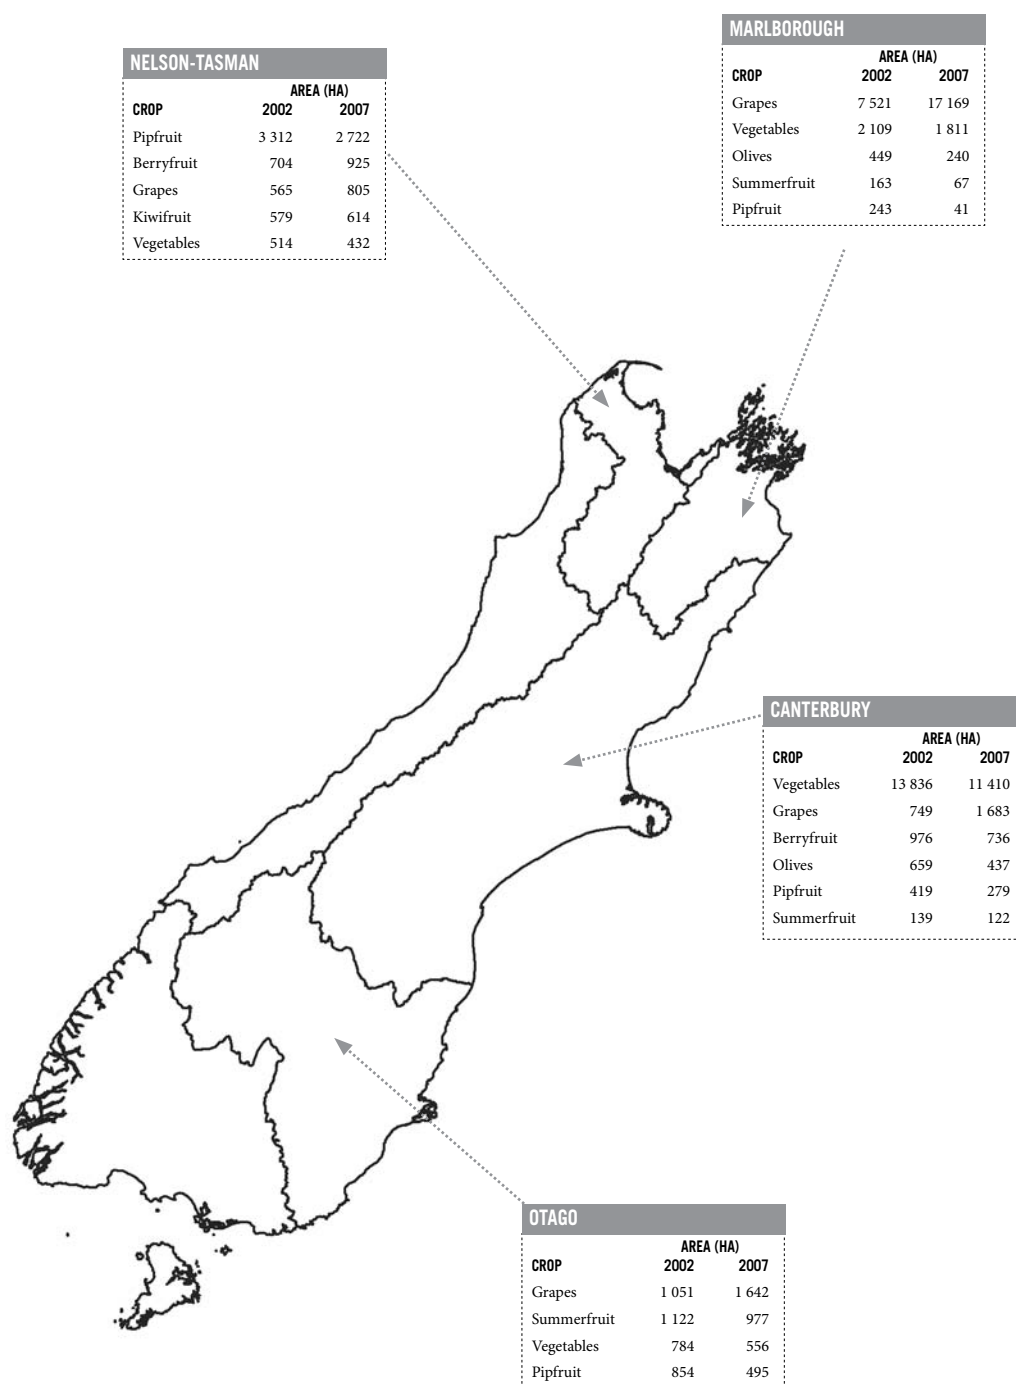 NELSON-TASMAN
AREA (HA)
CROP 2002 2007
Pipfruit 3 312 2 722
Berryfruit 704 925
Grapes 565 805
Kiwifruit 579 614
Vegetables 514 432
MARLBOROUGH
AREA (HA)
CROP 2002 2007
Grapes 7 521 17 169
Vegetables 2 109 1 811
Olives 449 240
Summerfruit 163 67
Pipfruit 243 41
CANTERBURY
AREA (HA)
CROP 2002 2007
Vegetables 13 836 11 410
Grapes 749 1 683
Berryfruit 976 736
Olives 659 437
Pipfruit 419 279
Summerfruit 139 122
OTAGO
AREA (HA)
CROP 2002 2007
Grapes 1 051 1 642
Summerfruit 1 122 977
Vegetables 784 556
Pipfruit 854 495